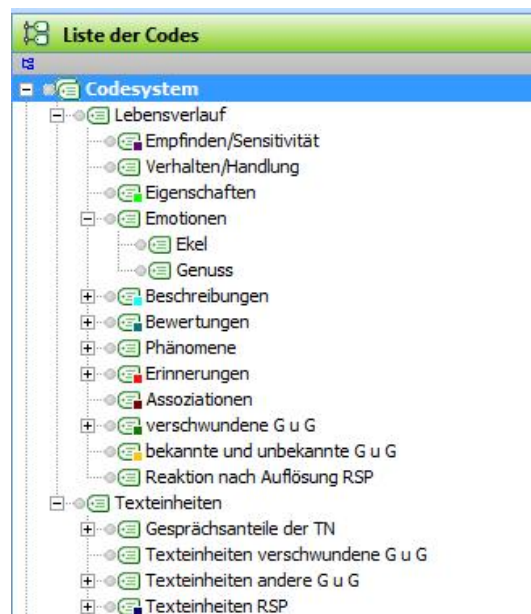 Liste der Codes
Codesystem
Lebensverlauf
Empfinden/Sensitivität
Verhalten/Handlung
Eigenschaften
Emotionen
Ekel
Genuss
Beschreibungen
Bewertungen
Phänomene
Erinnerungen
Assoziationen
verschwundene G u G
bekannte und unbekannte G u G
Reaktion nach Auflösung RSP
Texteinheiten
Gesprächsanteile der TN
Texteinheiten verschwundene G u G
Texteinheiten andere G u G
Texteinheiten RSP